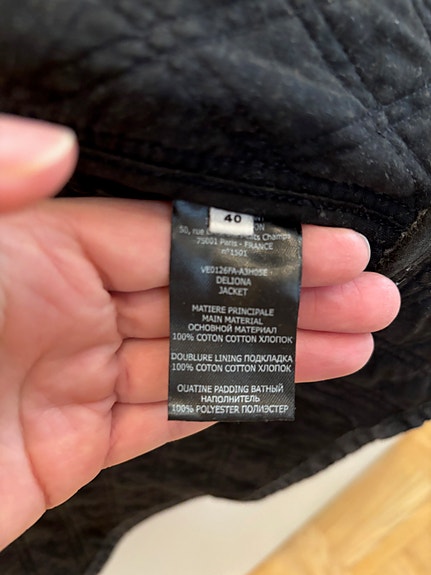 40
50, rue Champs
75001 Paris - FRANCE
n°1501
VE0126FA-A3H05E -
DELIONA
JACKET
MATIERE PRINCIPALE
MAIN MATERIAL
ОСНОВНОЙ МАТЕРИАЛ
100% COTON COTTON ХЛОПОК
DOUBLURE LINING ПОДКЛАДКА
100% COTTON COTTON ХЛОПОК
OUATINE PADDING ВАТНЫЙ
НАПОЛНИТЕЛЬ
100% POLYESTER ПОЛИЭСТЕР